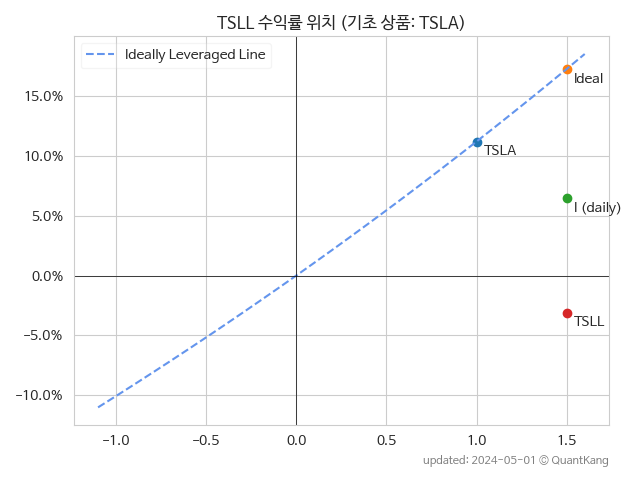 TSLL 수익률 위치 (기초 상품: TSLA)
Ideally Leveraged Line
15.0%
10.0%
5.0%
0.0%
−5.0%
−10.0%
Ideal
TSLA
I (daily)
TSLL
−1.0
−0.5
0.0
0.5
1.0
1.5
updated: 2024-05-01 © QuantKang